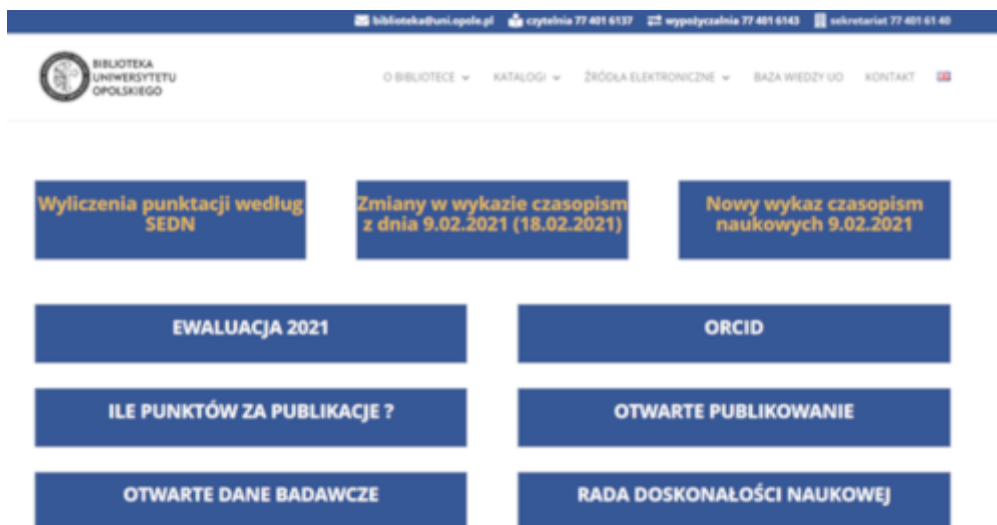 biblioteka@uni.opole.pl czytelnia 77 401 6137 wypożyczalnia 77 401 6143 sekretariat 77 401 61 40
BIBLIOTEKA
UNIWERSYTETU
OPOLSKIEGO
O BIBLIOTECE KATALOGI ŹRÓDŁA ELEKTRONICZNE BAZA WIEDZY UO KONTAKT
Wyliczenia punktacji według
SEDN
Zmiany w wykazie czasopism
z dnia 9.02.2021 (18.02.2021)
Nowy wykaz czasopism
naukowych 9.02.2021
EWALUACJA 2021
ORCID
ILE PUNKTÓW ZA PUBLIKACJE ?
OTWARTE PUBLIKOWANIE
OTWARTE DANE BADAWCZE
RADA DOSKONAŁOŚCI NAUKOWEJ